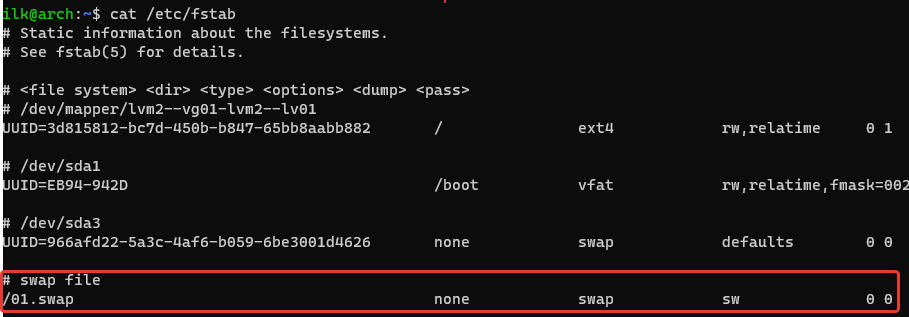 ilk@arch:~$ cat /etc/fstab
# Static information about the filesystems.
# See fstab(5) for details.
# <file system> <dir> <type> <options> <dump> <pass>
# /dev/mapper/lvm2--vg01-lvm2--lv01
UUID=3d815812-bc7d-450b-b847-65bb8aabb882 / ext4 rw,relatime 0 1
# /dev/sda1
UUID=EB94-942D /boot vfat rw,relatime,fmask=002
# /dev/sda3
UUID=966afd22-5a3c-4af6-b059-6be3001d4626 none swap defaults 0 0
# swap file
/01.swap none swap sw 0 0